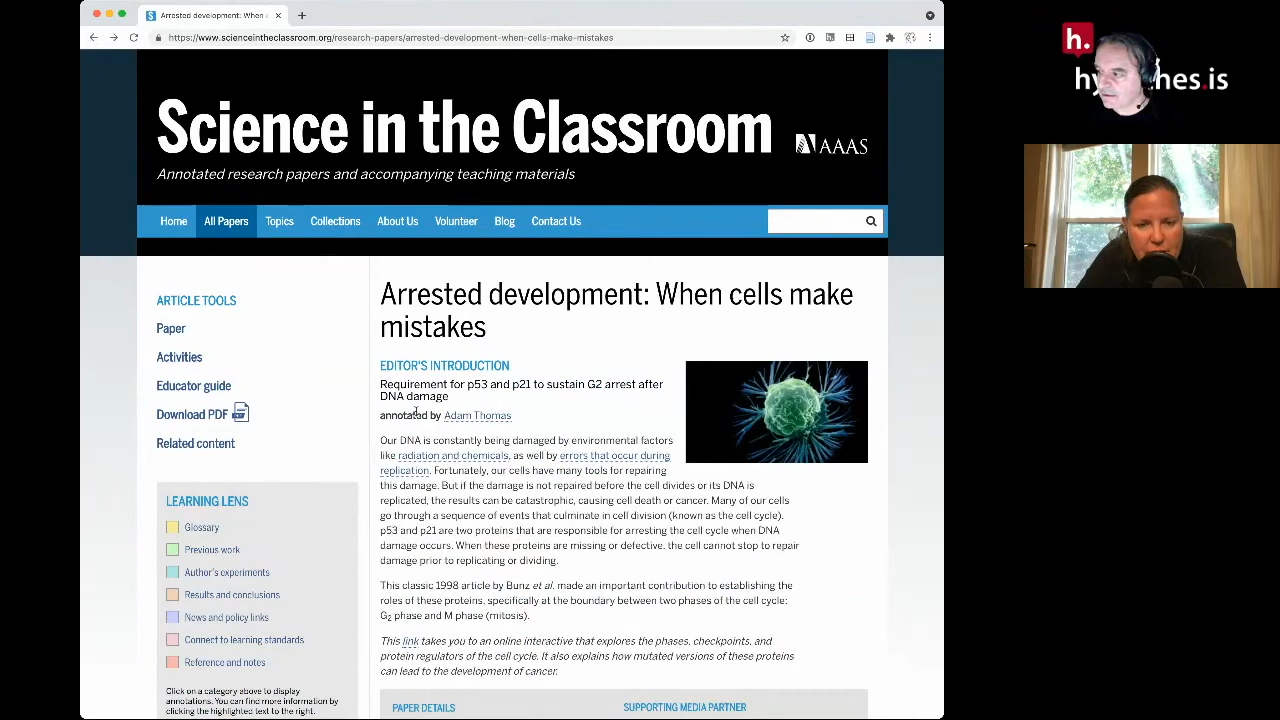 Arrested development: When c
https://www.scienceintheclassroom.org/research-papers/arrested-development-when-cells-make-mistakes
Science in the Classroom
AAAS
Annotated research papers and accompanying teaching materials
Home
All Papers
Topics
Collections
About Us
Volunteer
Blog
Contact Us
ARTICLE TOOLS
Paper
Activities
Educator guide
Download PDF
Related content
LEARNING LENS
Glossary
Previous work
Author's experiments
Results and conclusions
News and policy links
Connect to learning standards
Reference and notes
Click on a category above to display
annotations. You can find more information by
clicking the highlighted text to the right.
Arrested development: When cells make
mistakes
EDITOR'S INTRODUCTION
Requirement for p53 and p21 to sustain G2 arrest after
DNA damage
annotated by Adam Thomas
Our DNA is constantly being damaged by environmental factors
like radiation and chemicals, as well by errors that occur during
replication. Fortunately, our cells have many tools for repairing
this damage. But if the damage is not repaired before the cell divides or its DNA is
replicated, the results can be catastrophic, causing cell death or cancer. Many of our cells
go through a sequence of events that culminate in cell division (known as the cell cycle).
p53 and p21 are two proteins that are responsible for arresting the cell cycle when DNA
damage occurs. When these proteins are missing or defective, the cell cannot stop to repair
damage prior to replicating or dividing.
This classic 1998 article by Bunz et al. made an important contribution to establishing the
roles of these proteins, specifically at the boundary between two phases of the cell cycle:
G2 phase and M phase (mitosis).
This link takes you to an online interactive that explores the phases, checkpoints, and
protein regulators of the cell cycle. It also explains how mutated versions of these proteins
can lead to the development of cancer.
PAPER DETAILS
SUPPORTING MEDIA PARTNER
h.
hy hes.is